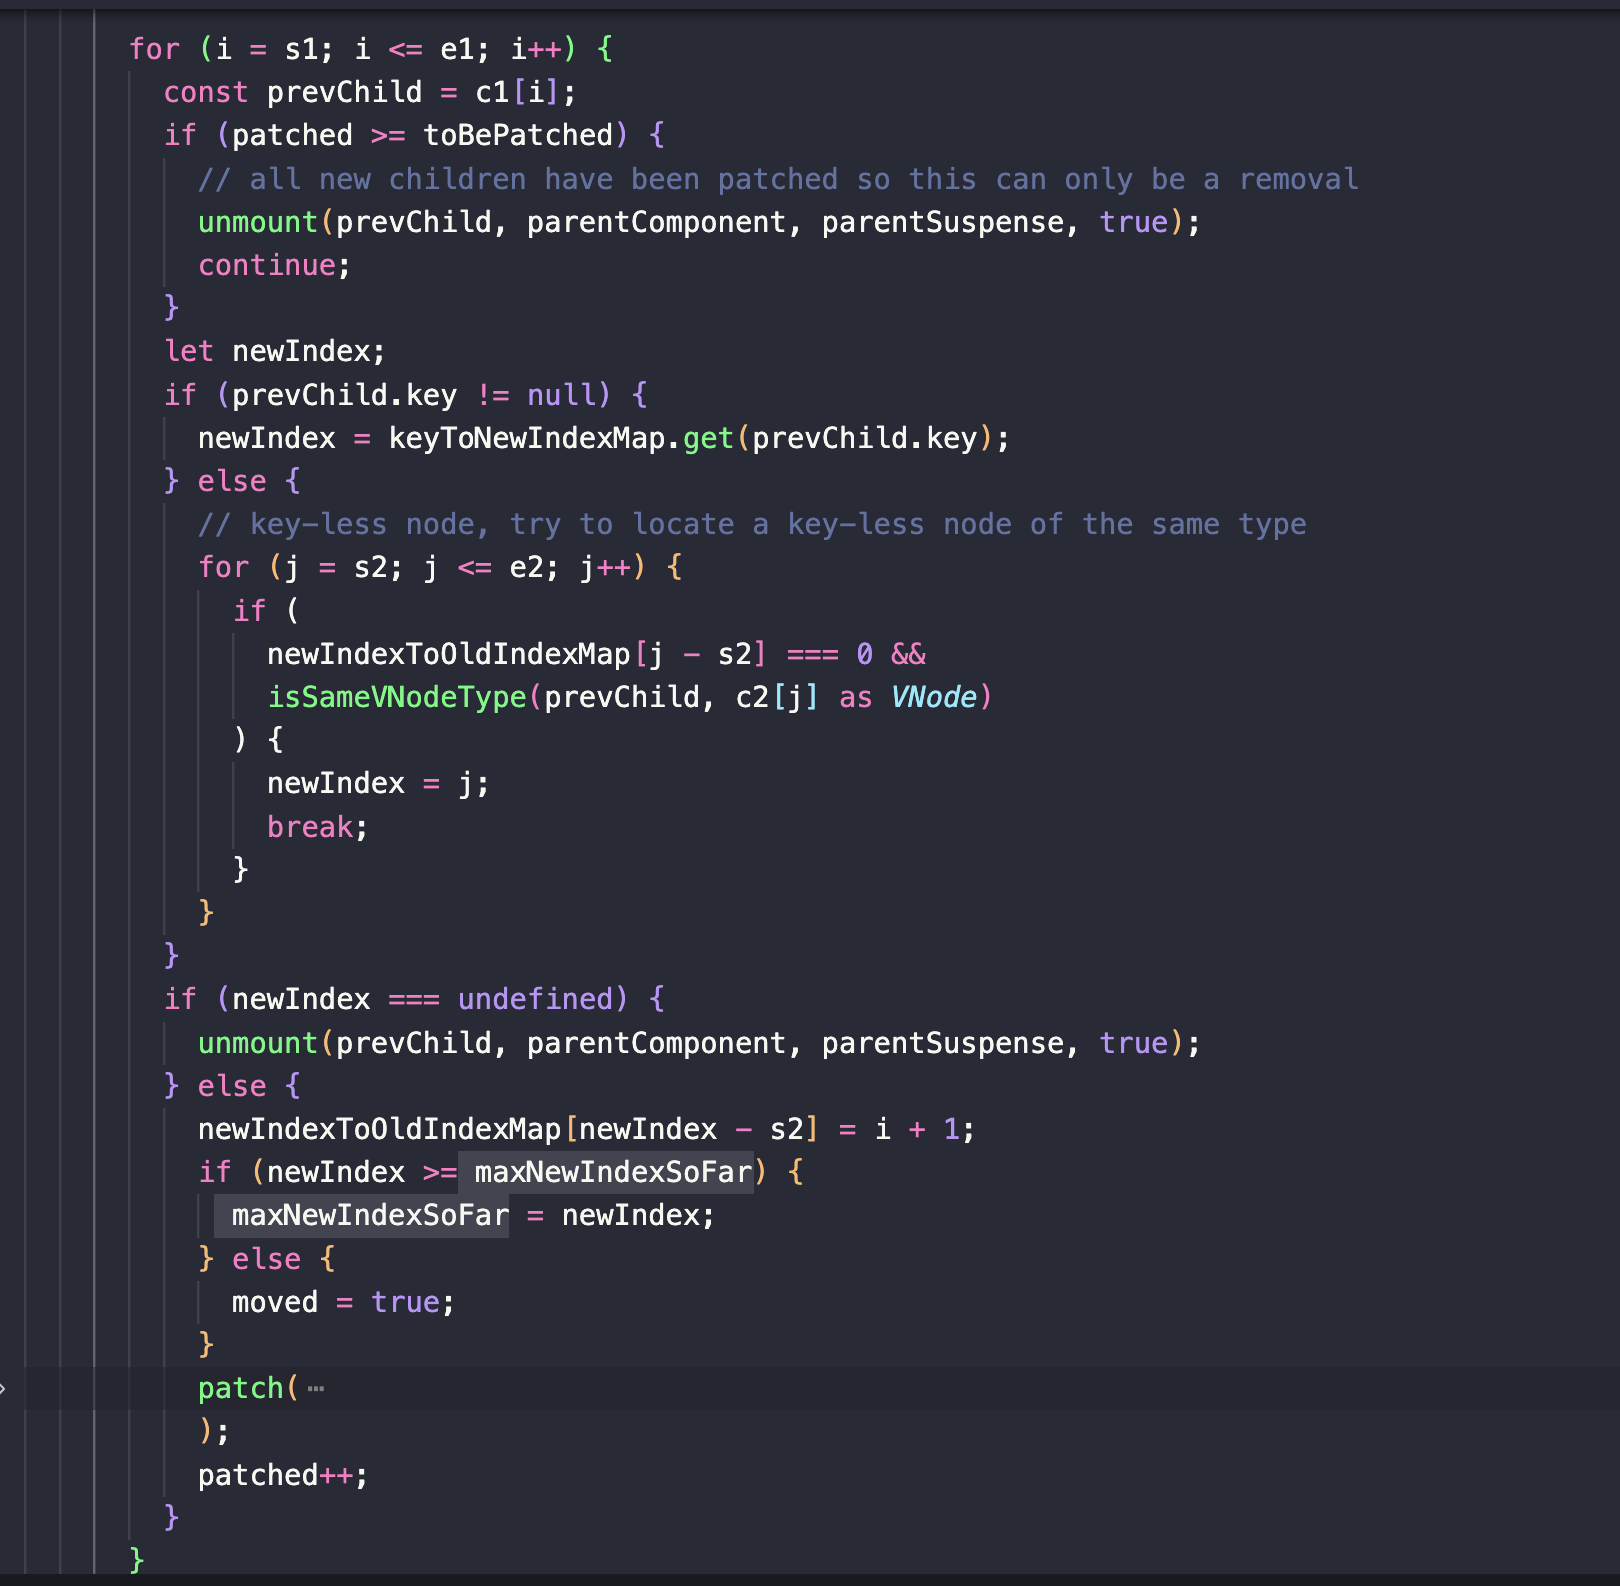 for (i = s1; i <= e1; i++) {
const prevChild = c1[i];
if (patched >= toBePatched) {
// all new children have been patched so this can only be a removal
unmount(prevChild, parentComponent, parentSuspense, true);
continue;
}
let newIndex;
if (prevChild.key != null) {
newIndex = keyToNewIndexMap.get(prevChild.key);
} else {
// key-less node, try to locate a key-less node of the same type
for (j = s2; j <= e2; j++) {
if (
newIndexToOldIndexMap[j - s2] === 0 &&
isSameVNodeType(prevChild, c2[j] as VNode)
) {
newIndex = j;
break;
}
}
}
if (newIndex === undefined) {
unmount(prevChild, parentComponent, parentSuspense, true);
} else {
newIndexToOldIndexMap[newIndex - s2] = i + 1;
if (newIndex >= maxNewIndexSoFar) {
maxNewIndexSoFar = newIndex;
} else {
moved = true;
}
patch( ⋯
);
patched++;
}
}